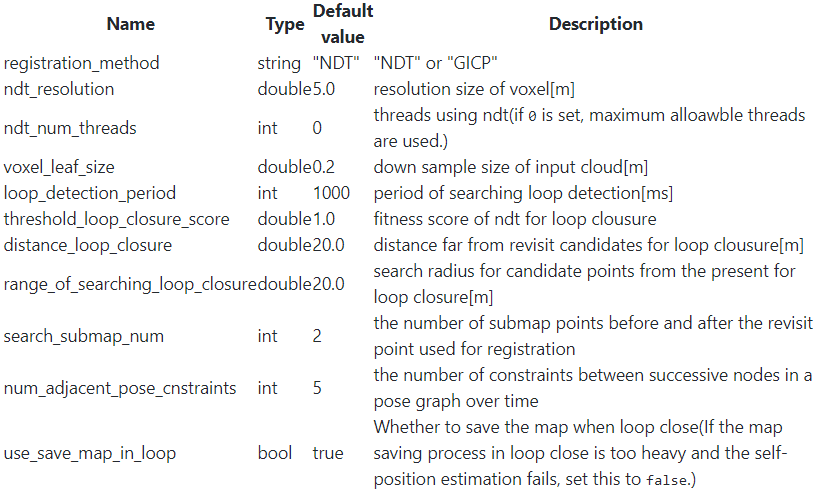 Name Type Default value Description
registration_method string "NDT" "NDT" or "GICP"
ndt_resolution double 5.0 resolution size of voxel[m]
ndt_num_threads int 0 threads using ndt(if 0 is set, maximum alloawble threads
are used.)
voxel_leaf_size double 0.2 down sample size of input cloud[m]
loop_detection_period int 1000 period of searching loop detection[ms]
threshold_loop_closure_score double 1.0 fitness score of ndt for loop clousure
distance_loop_closure double 20.0 distance far from revisit candidates for loop clousure[m]
range_of_searching_loop_closure double 20.0 search radius for candidate points from the present for
loop closure[m]
search_submap_num int 2 the number of submap points before and after the revisit
point used for registration
num_adjacent_pose_cnstraints int 5 the number of constraints between successive nodes in a
pose graph over time
use_save_map_in_loop bool true Whether to save the map when loop close(If the map
saving process in loop close is too heavy and the self-
position estimation fails, set this to false.)